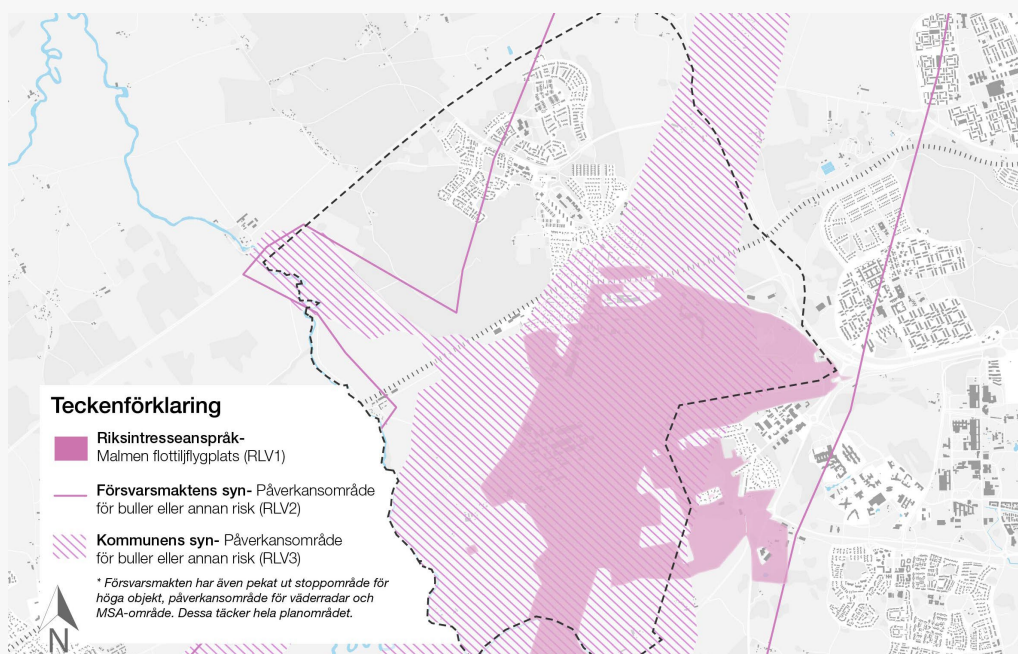 Teckenförklaring
Riksintresseanspråk-
Malmen flottiljflygplats (RLV1)
Försvarsmaktens syn- Påverkansområde
för buller eller annan risk (RLV2)
Kommunens syn- Påverkansområde
för buller eller annan risk (RLV3)
* Försvarsmakten har även pekat ut stoppområde för
höga objekt, påverkansområde för väderradar och
MSA-område. Dessa täcker hela planområdet.
N